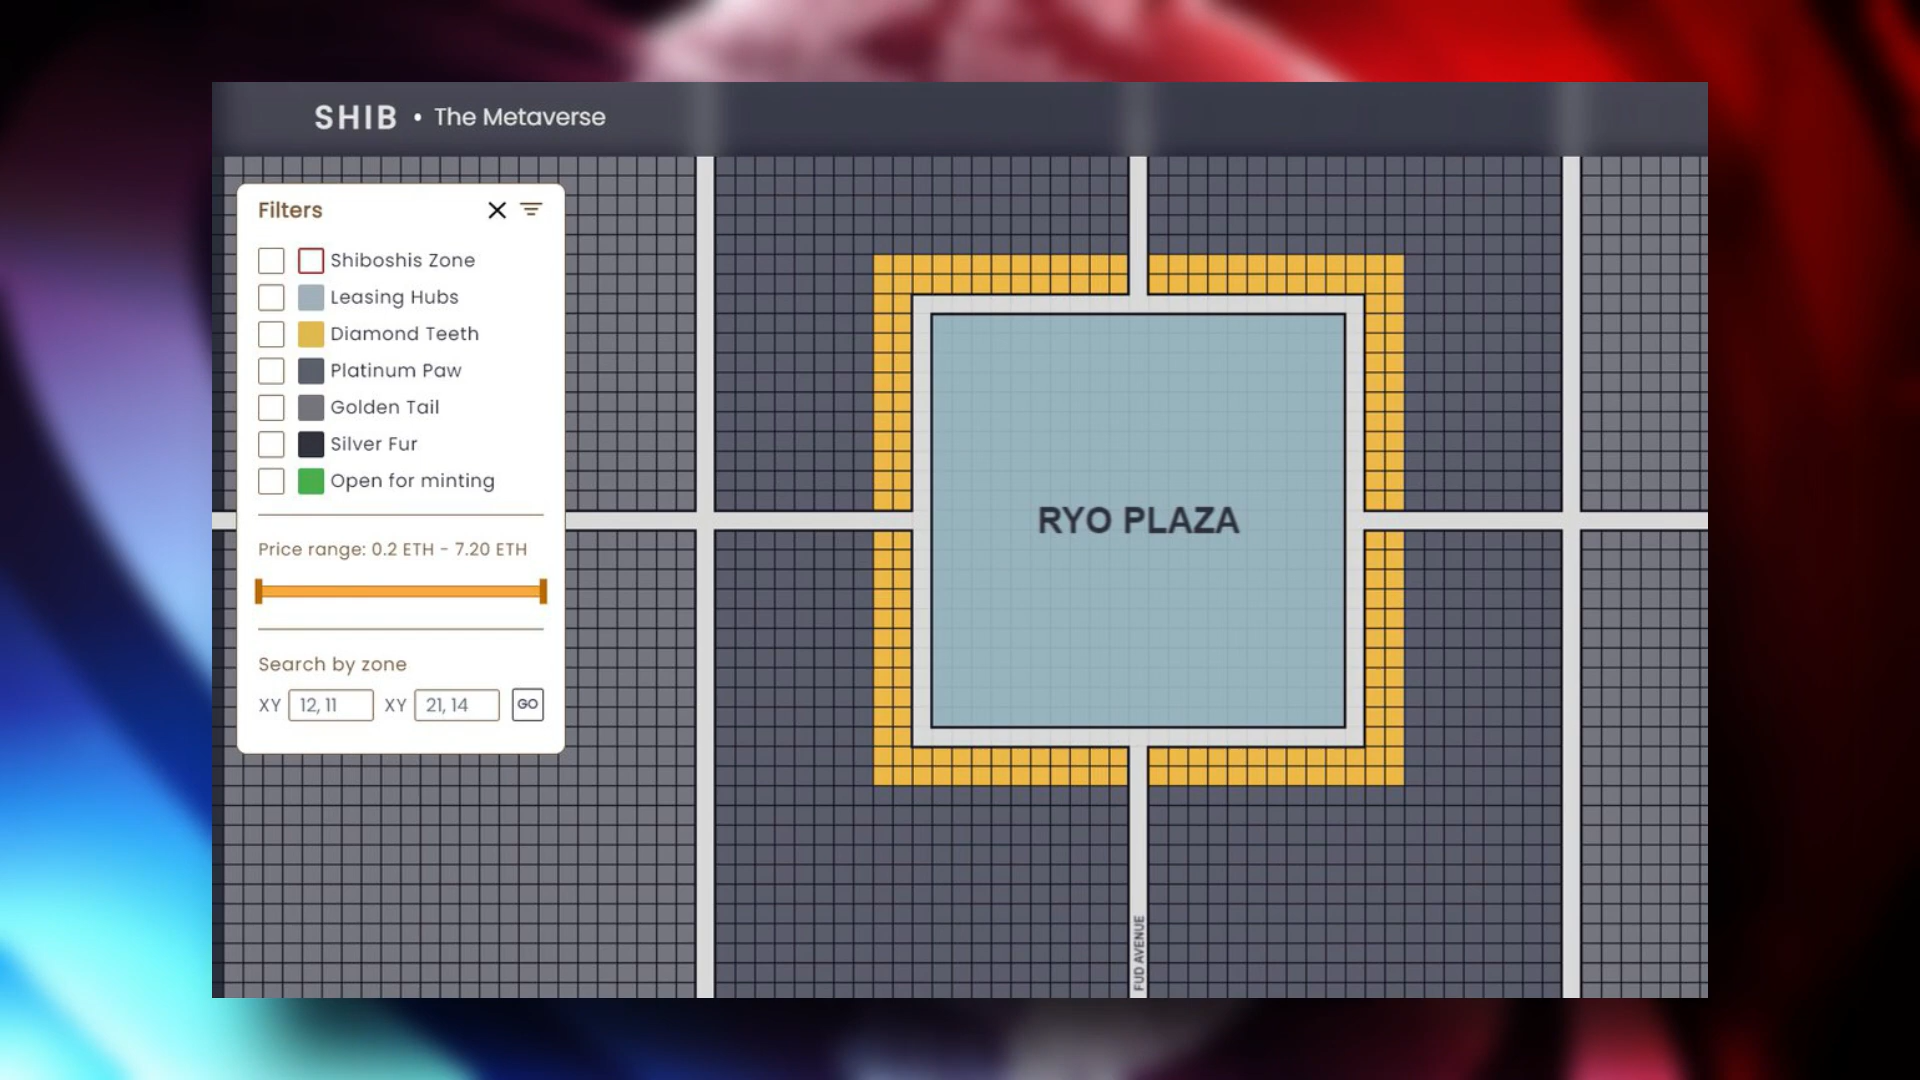 SHIB • The Metaverse
Filters
Shiboshis Zone
Leasing Hubs
Diamond Teeth
Platinum Paw
Golden Tail
Silver Fur
Open for minting
Price range: 0.2 ETH - 7.20 ETH
Search by zone
XY 12, 11 XY 21, 14 GO
RYO PLAZA
FUD AVENUE